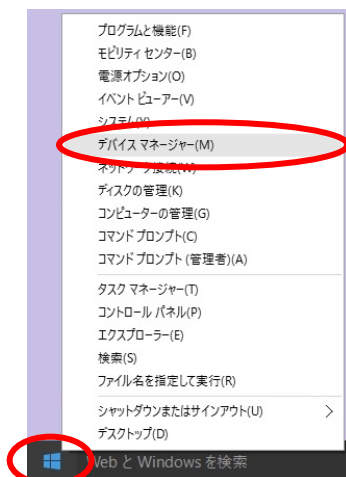 プログラムと機能(F)
モビリティ センター(B)
電源オプション(O)
イベント ビューアー(V)
システム(Y)
デバイス マネージャー(M)
ネットワーク接続(W)
ディスクの管理(K)
コンピューターの管理(G)
コマンド プロンプト(C)
コマンド プロンプト (管理者)(A)
タスク マネージャー(T)
コントロール パネル(P)
エクスプローラー(E)
検索(S)
ファイル名を指定して実行(R)
シャットダウンまたはサインアウト(U)
デスクトップ(D)
Web と Windows を検索